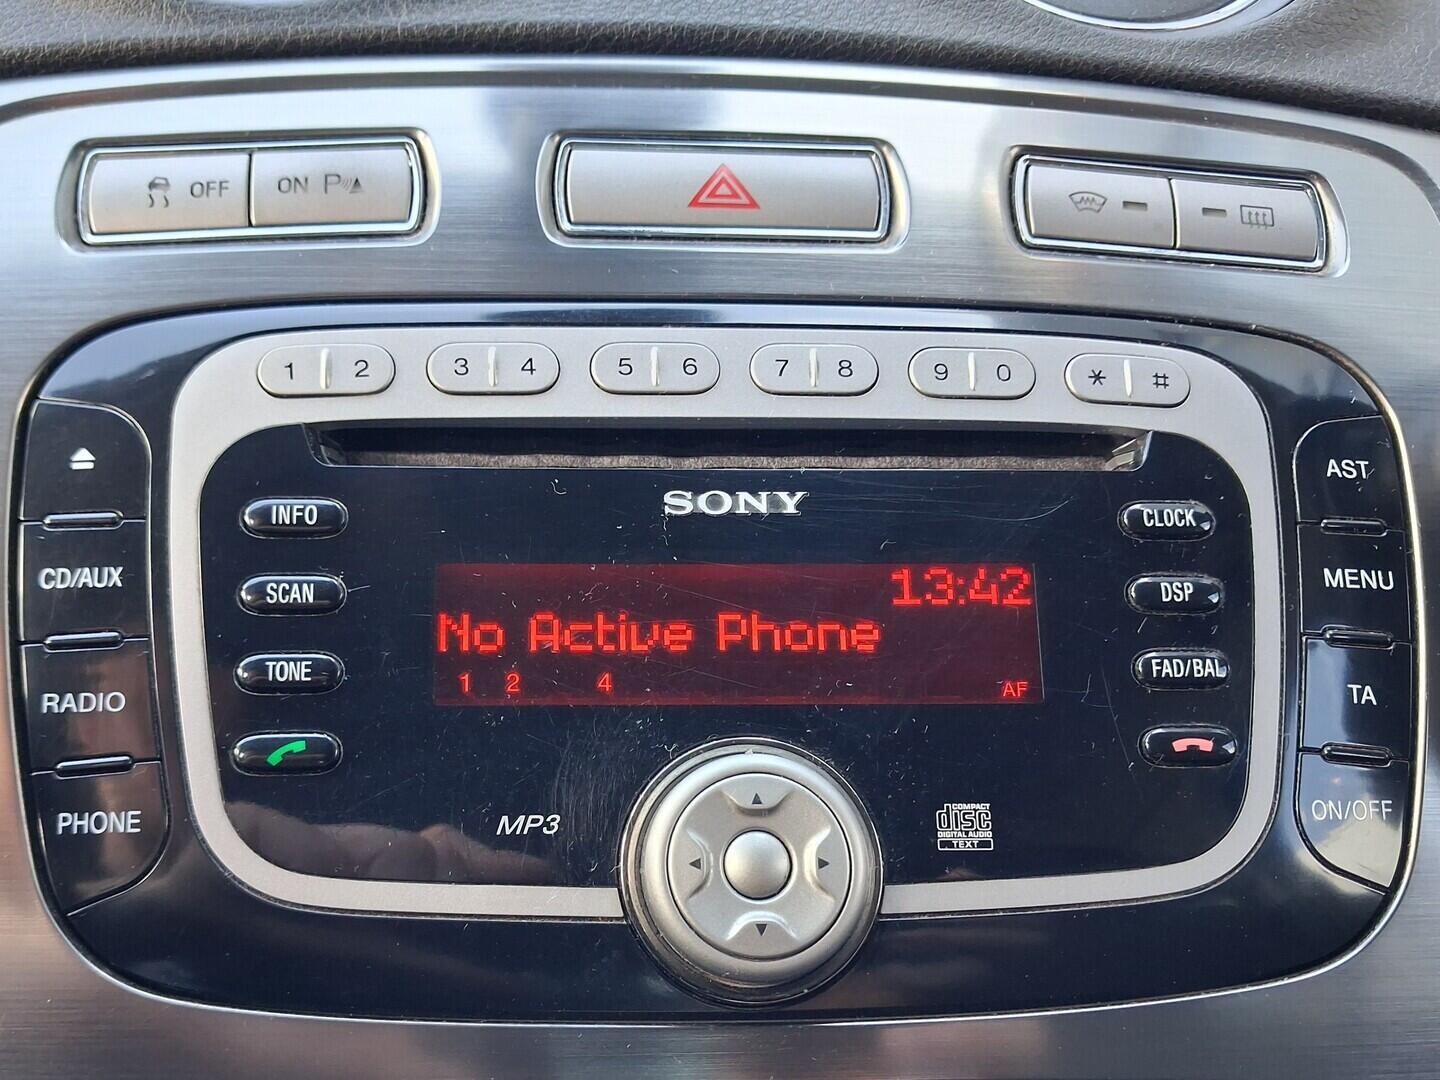 OFF ON P
1 2 3 4 5 6 7 8 9 0 * #
SONY
INFO
SCAN
TONE
CLOCK
DSP
FAD/BAL
CD/AUX
RADIO
PHONE
AST
MENU
TA
ON/OFF
13:42
No Active Phone
1 2 4 AF
MP3
COMPACT
disc
DIGITAL AUDIO
TEXT